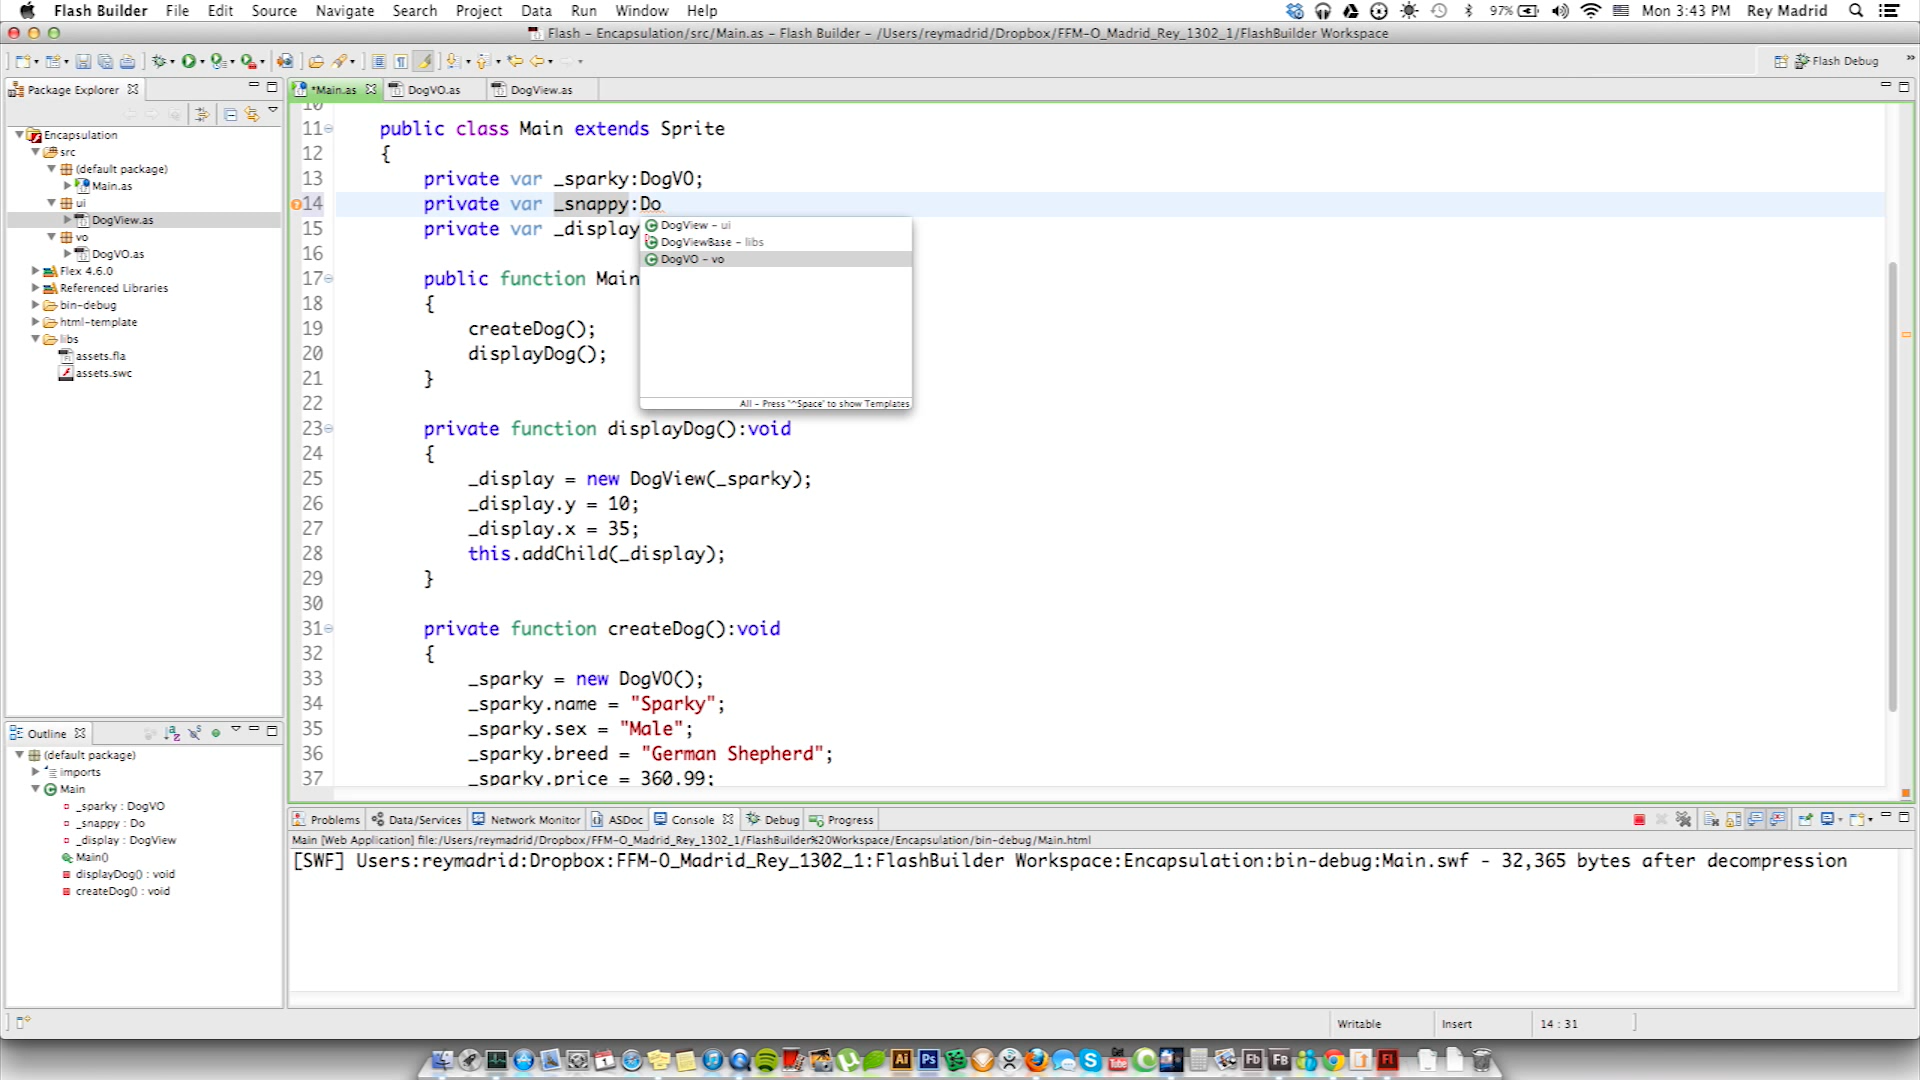 Flash Builder File Edit Source Navigate Search Project Data Run Window Help 97% Mon 3:43 PM Rey Madrid
Flash – Encapsulation/src/Main.as – Flash Builder – /Users/reymadrid/Dropbox/FFM-O_Madrid_Rey_1302_1/FlashBuilder Workspace
Flash Debug
Package Explorer
Encapsulation
src
(default package)
Main.as
ui
DogView.as
vo
DogVO.as
Flex 4.6.0
Referenced Libraries
bin-debug
html-template
libs
assets.fla
assets.swc
*Main.as DogVO.as DogView.as
10
11 public class Main extends Sprite
12 {
13 private var _sparky:DogVO;
14 private var _snappy:Do
15 private var _display
16
17 public function Main
18 {
19 createDog();
20 displayDog();
21 }
22
23 private function displayDog():void
24 {
25 _display = new DogView(_sparky);
26 _display.y = 10;
27 _display.x = 35;
28 this.addChild(_display);
29 }
30
31 private function createDog():void
32 {
33 _sparky = new DogVO();
34 _sparky.name = "Sparky";
35 _sparky.sex = "Male";
36 _sparky.breed = "German Shepherd";
37 _sparky.price = 360.99;
DogView – ui
DogViewBase – libs
DogVO – vo
All – Press '^Space' to show Templates
Outline
(default package)
imports
Main
_sparky : DogVO
_snappy : Do
_display : DogView
Main()
displayDog() : void
createDog() : void
Problems Data/Services Network Monitor ASDoc Console Debug Progress
Main [Web Application] file:/Users/reymadrid/Dropbox/FFM-O_Madrid_Rey_1302_1/FlashBuilder%20Workspace/Encapsulation/bin-debug/Main.html
[SWF] Users:reymadrid:Dropbox:FFM-O_Madrid_Rey_1302_1:FlashBuilder Workspace:Encapsulation:bin-debug:Main.swf - 32,365 bytes after decompression
Writable Insert 14 : 31
Ai Ps Fb FB Fl